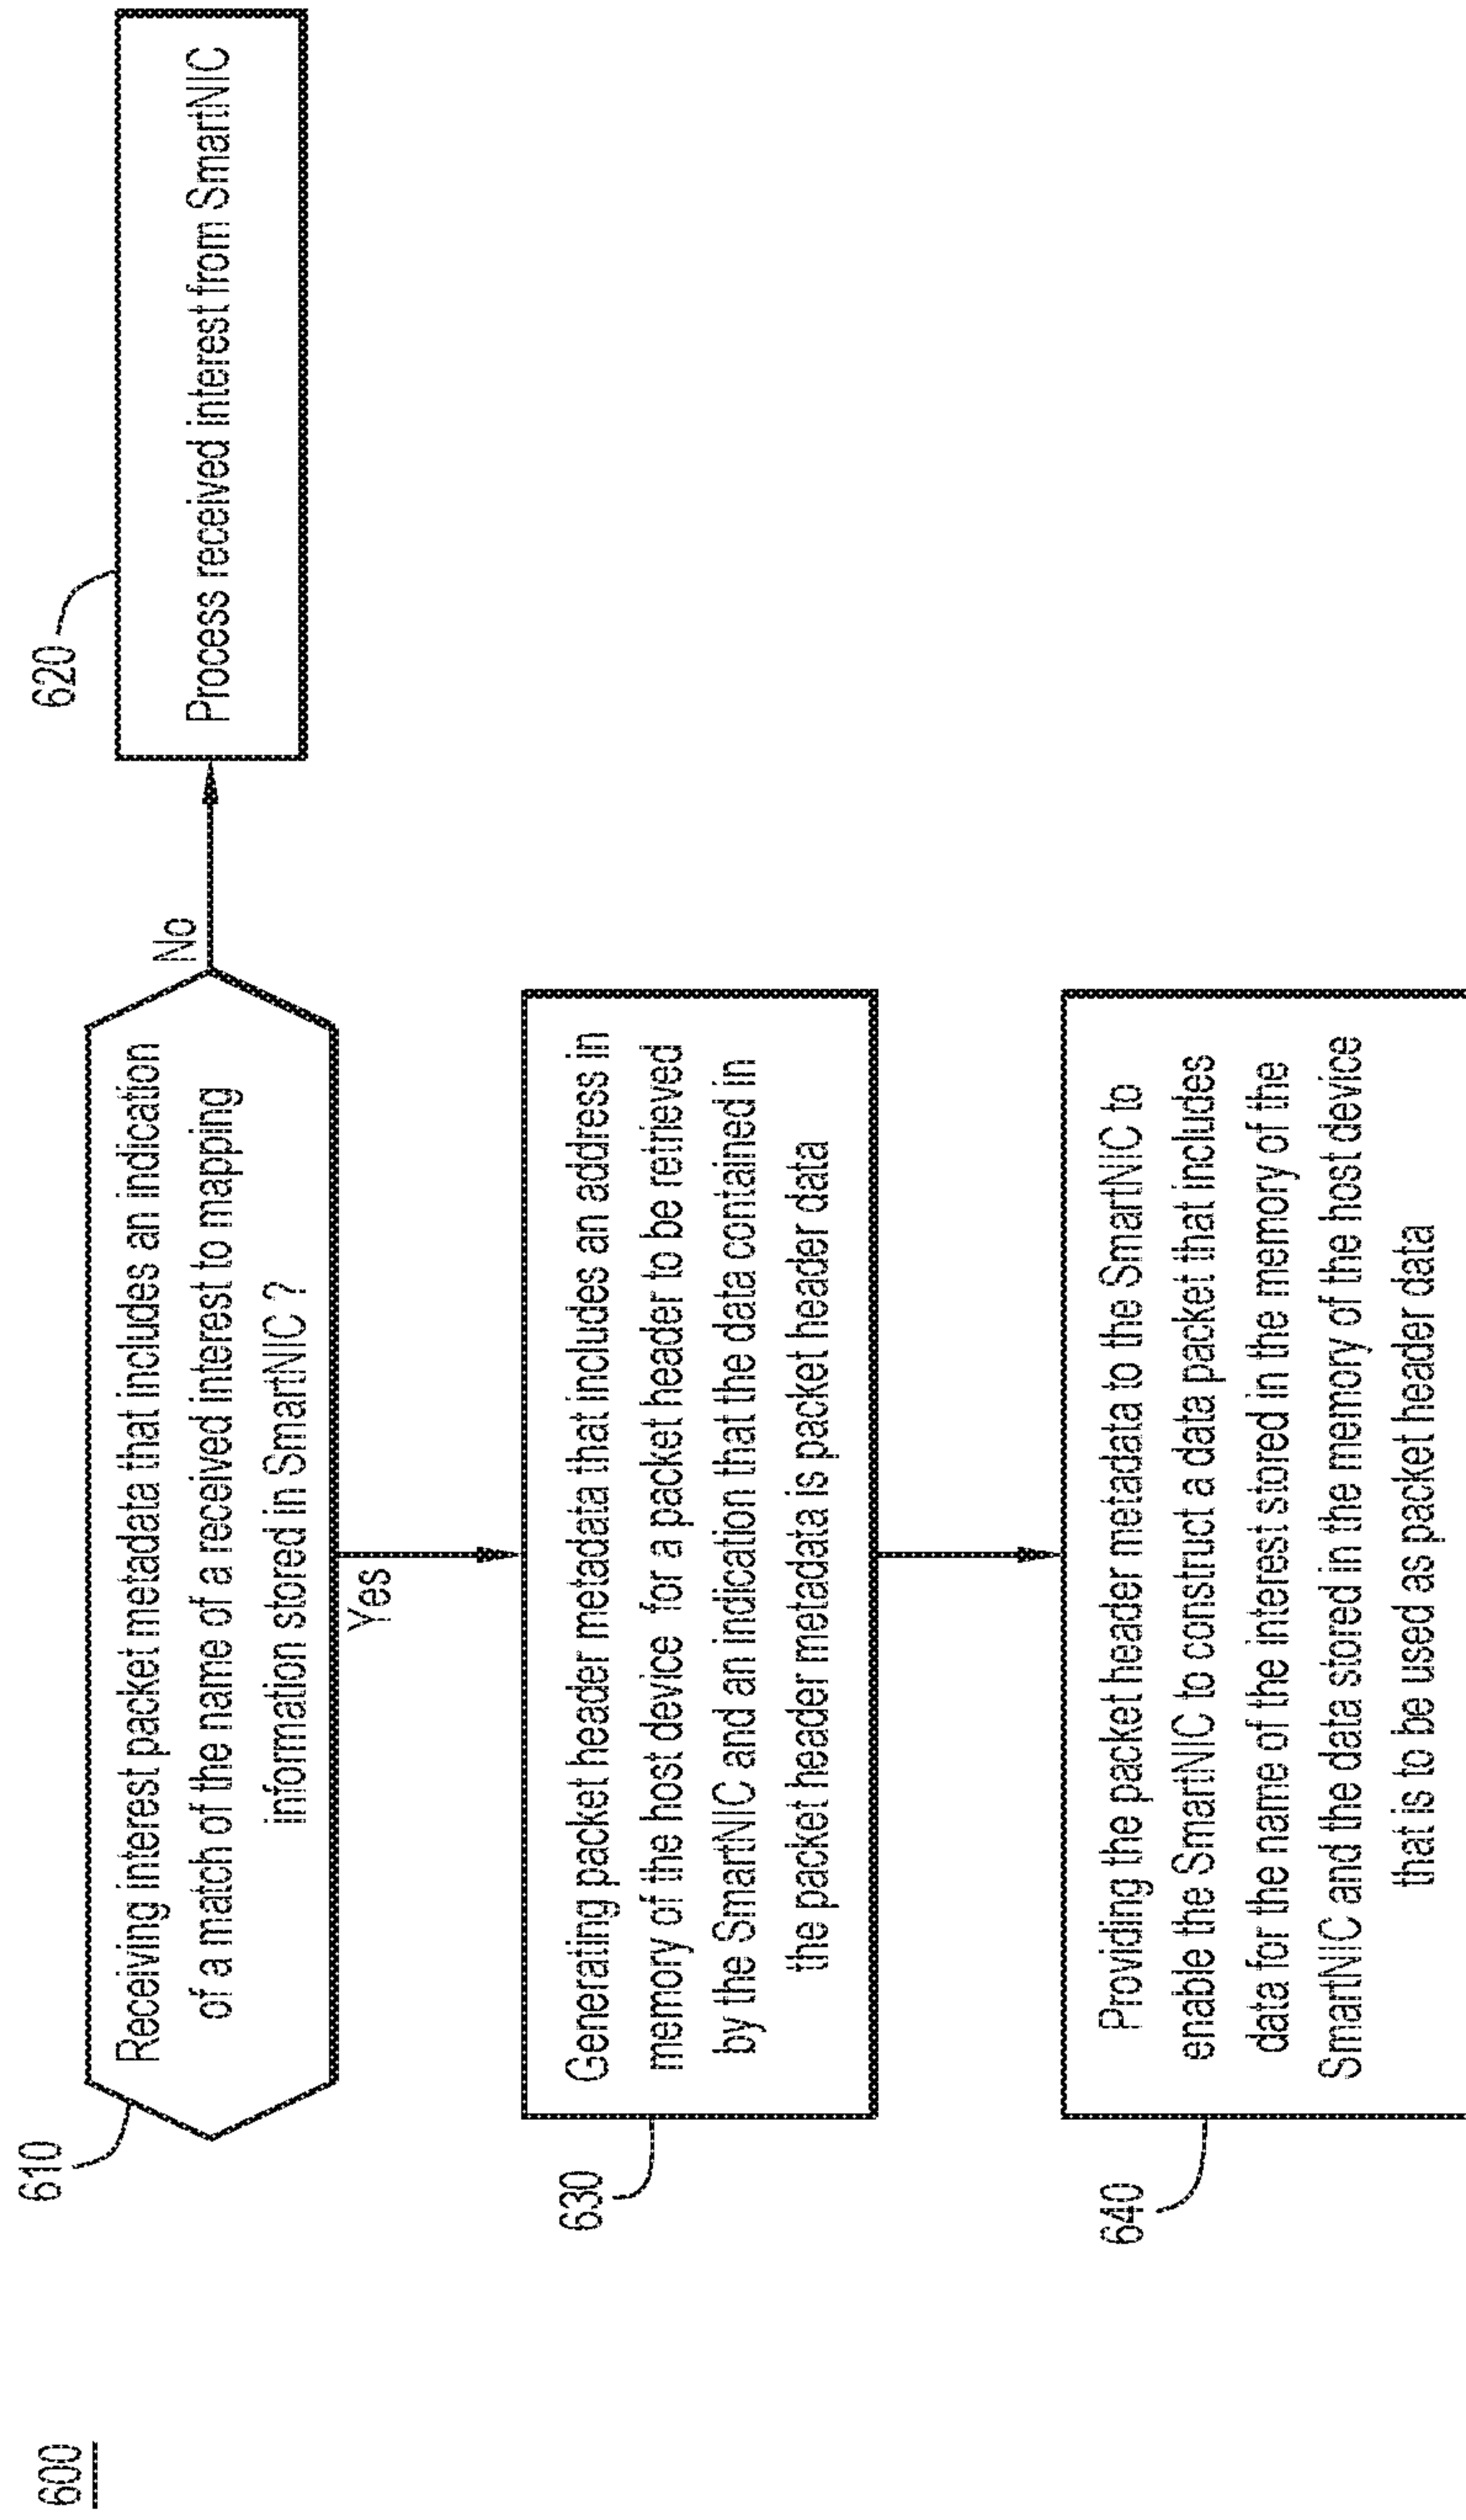 600
610
Receiving interest packet metadata that includes an indication
of a match of the name of a received interest to mapping
information stored in SmartNIC ?
No
620
Process received interest from SmartNIC
Yes
630
Generating packet header metadata that includes an address in
memory of the host device for a packet header to be retrieved
by the SmartNIC and an indication that the data contained in
the packet header metadata is packet header data
640
Providing the packet header metadata to the SmartNIC to
enable the SmartNIC to construct a data packet that includes
data for the name of the interest stored in the memory of the
SmartNIC and the data stored in the memory of the host device
that is to be used as packet header data